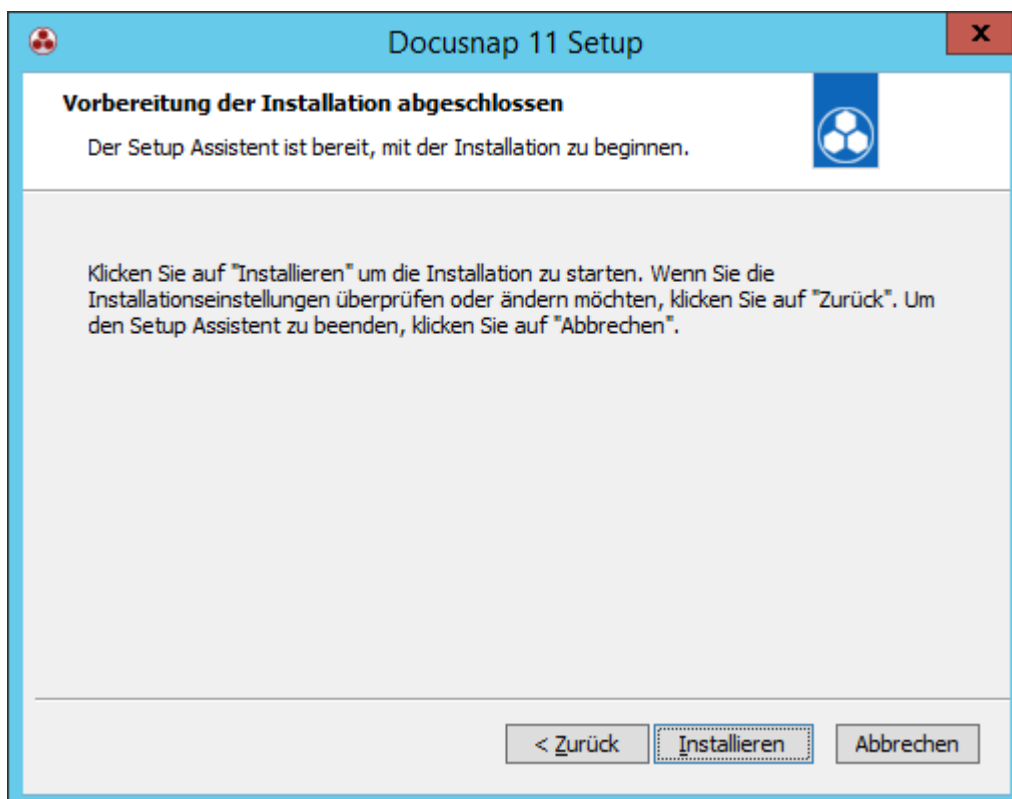 Docusnap 11 Setup
x
Vorbereitung der Installation abgeschlossen
Der Setup Assistent ist bereit, mit der Installation zu beginnen.
Klicken Sie auf "Installieren" um die Installation zu starten. Wenn Sie die
Installationseinstellungen überprüfen oder ändern möchten, klicken Sie auf "Zurück". Um
den Setup Assistent zu beenden, klicken Sie auf "Abbrechen".
< Zurück Installieren Abbrechen